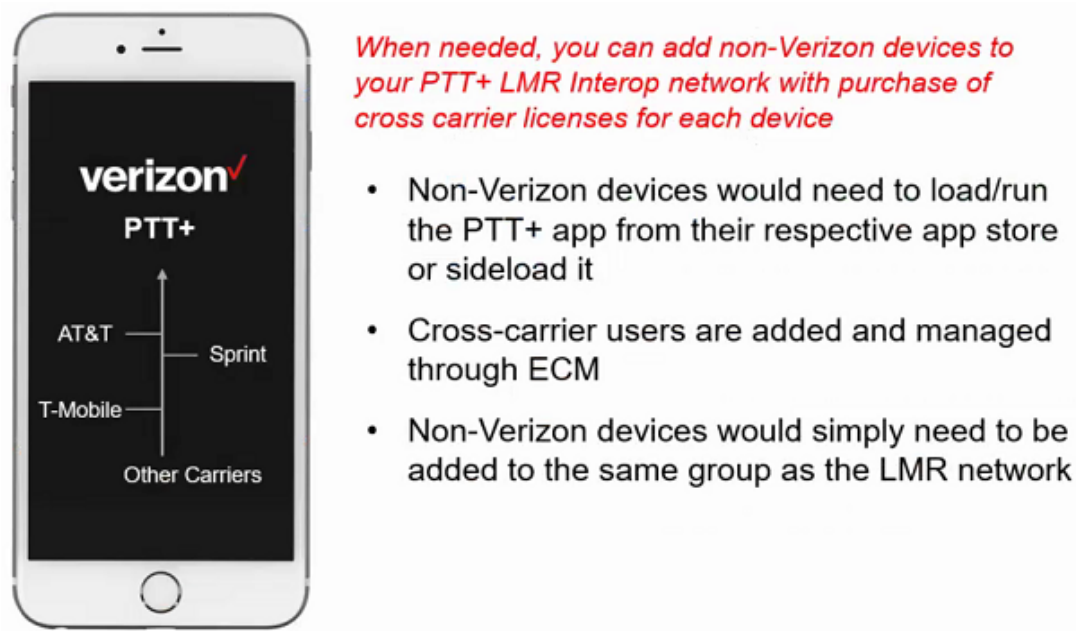 verizon✓
PTT+
AT&T
Sprint
T-Mobile
Other Carriers
When needed, you can add non-Verizon devices to
your PTT+ LMR Interop network with purchase of
cross carrier licenses for each device
• Non-Verizon devices would need to load/run
the PTT+ app from their respective app store
or sideload it
• Cross-carrier users are added and managed
through ECM
• Non-Verizon devices would simply need to be
added to the same group as the LMR network